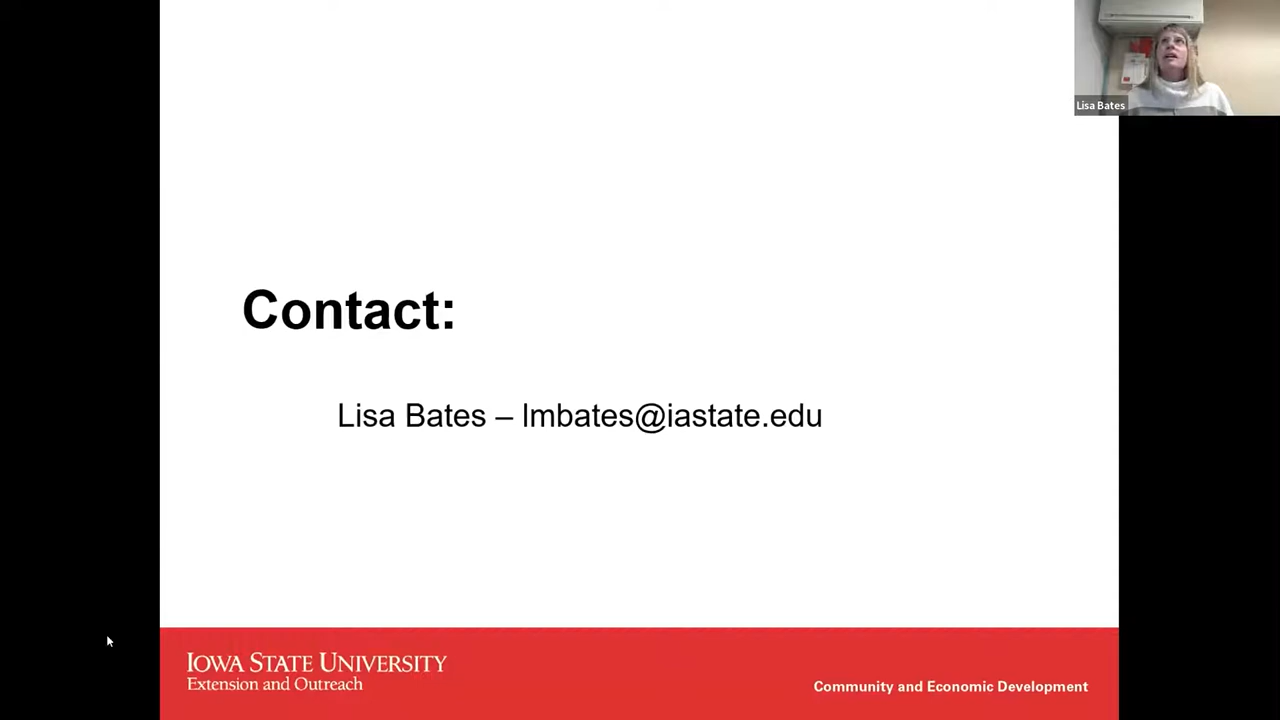 Lisa Bates
Contact:
Lisa Bates – lmbates@iastate.edu
IOWA STATE UNIVERSITY
Extension and Outreach
Community and Economic Development